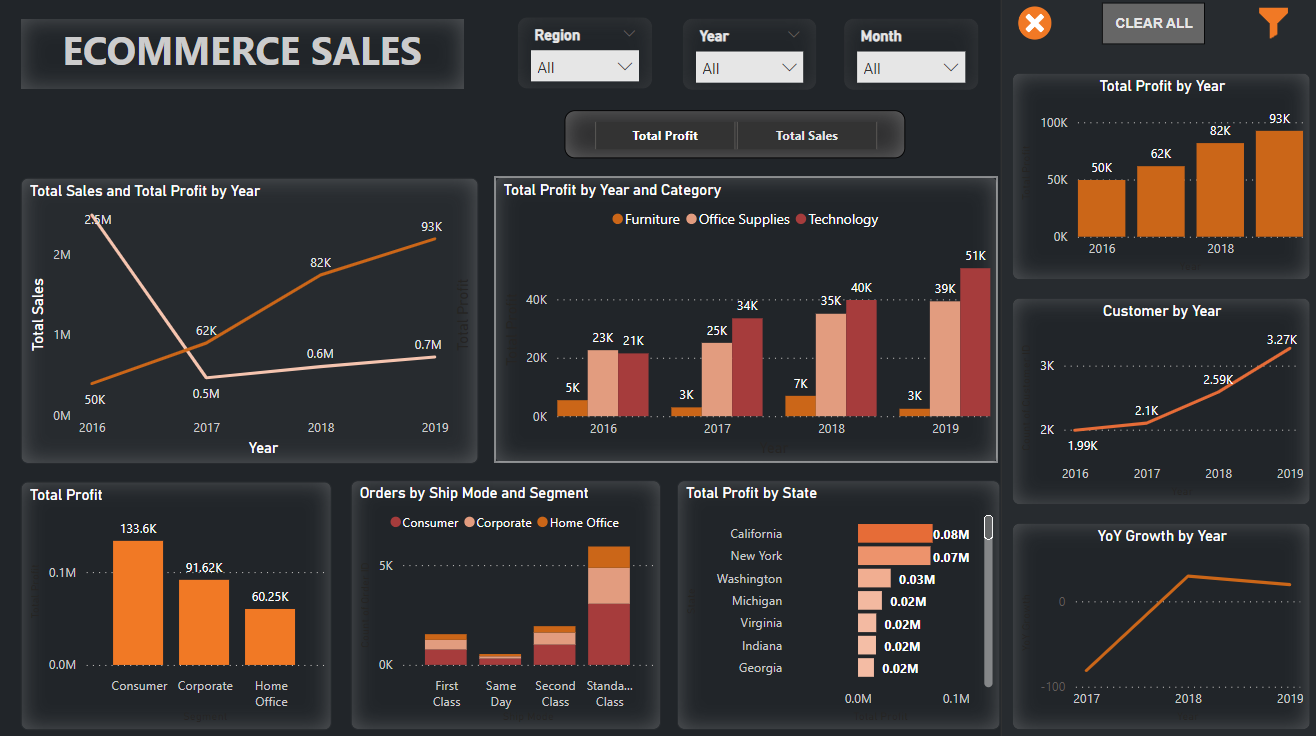 ECOMMERCE SALES
Region
All
Year
All
Month
All
CLEAR ALL
Total Profit
Total Sales
Total Sales and Total Profit by Year
Total Sales
2M
1M
0M
2.5M
0.5M
0.6M
0.7M
50K
62K
82K
93K
2016 2017 2018 2019
Year
Total Profit
Total Profit by Year and Category
Furniture Office Supplies Technology
40K
20K
0K
5K 23K 21K
3K 25K 34K
7K 35K 40K
3K 39K 51K
2016 2017 2018 2019
Total Profit by Year
100K
50K
0K
50K 62K 82K 93K
2016 2018
Customer by Year
3K
2K
1.99K 2.1K 2.59K 3.27K
2016 2017 2018 2019
Total Profit
0.1M
0.0M
133.6K
91.62K
60.25K
Consumer Corporate Home
Office
Orders by Ship Mode and Segment
Consumer Corporate Home Office
5K
0K
First Same Second Standa...
Class Day Class Class
Total Profit by State
California 0.08M
New York 0.07M
Washington 0.03M
Michigan 0.02M
Virginia 0.02M
Indiana 0.02M
Georgia 0.02M
0.0M 0.1M
YoY Growth by Year
0
-100
2017 2018 2019